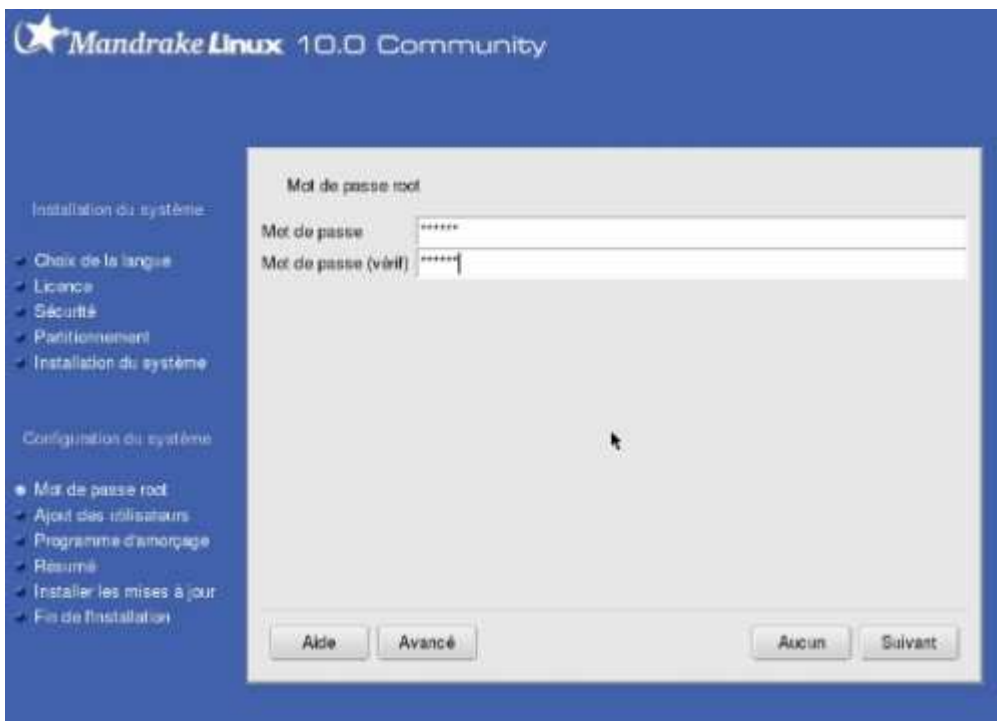 Mandrake Linux 10.0 Community
Installation du système
Choix de la langue
Licence
Sécurité
Partitionnement
Installation du système
Configuration du système
Mot de passe root
Ajout des utilisateurs
Programme d'amorçage
Résumé
Installer les mises à jour
Fin de l'installation
Mot de passe root
Mot de passe ******
Mot de passe (vérif) ******
Aide Avancé Aucun Suivant